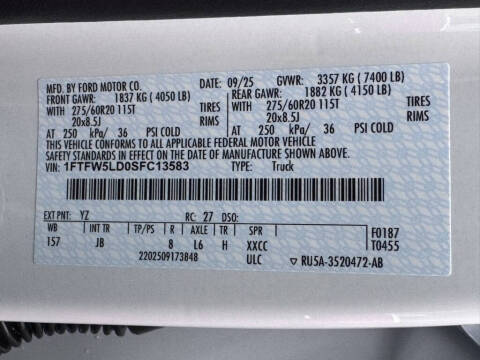 MFD. BY FORD MOTOR CO. DATE: 09/25 GVWR: 3357 KG (7400 LB)
FRONT GAWR: 1837 KG (4050 LB) REAR GAWR: 1882 KG (4150 LB)
WITH 275/60R20 115T TIRES WITH 275/60R20 115T TIRES
20x8.5J RIMS 20x8.5J RIMS
AT 250 kPa/ 36 PSI COLD AT 250 kPa/ 36 PSI COLD
THIS VEHICLE CONFORMS TO ALL APPLICABLE FEDERAL MOTOR VEHICLE
SAFETY STANDARDS IN EFFECT ON THE DATE OF MANUFACTURE SHOWN ABOVE.
VIN: 1FTFW5LD0SFC13583 TYPE: Truck
EXT PNT: YZ RC: 27 DSO:
WB INT TR TP/PS R AXLE TR SPR F0187
157 JB 8 L6 H XXCC T0455
2202509173848 ULC ▽ RU5A-3520472-AB